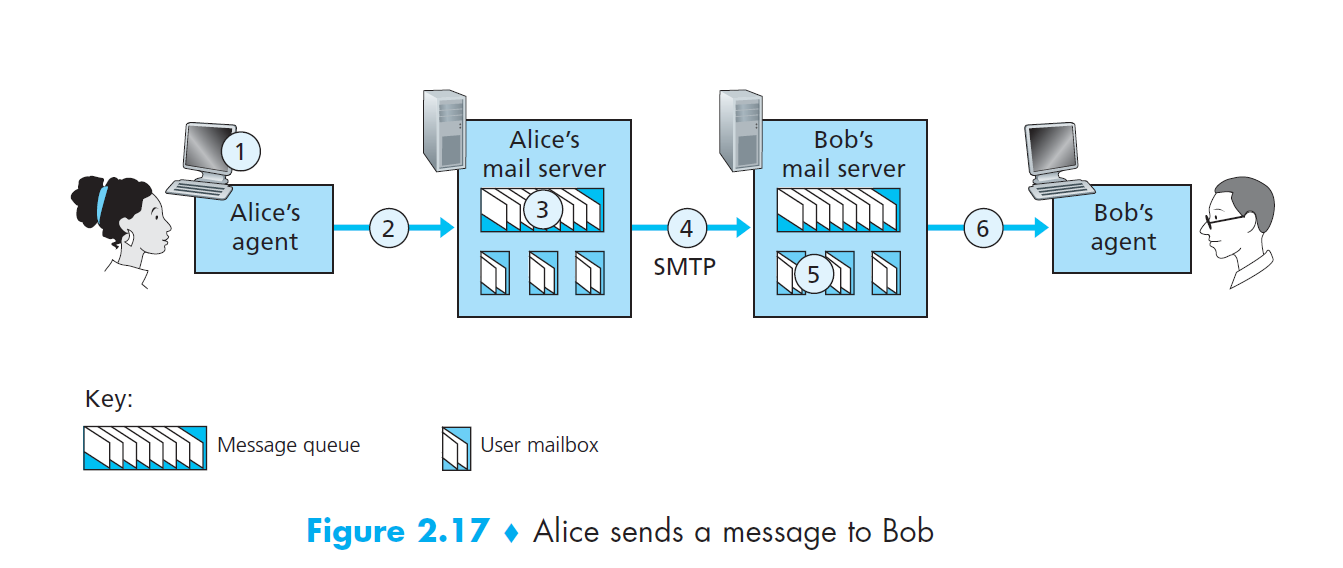 1
Alice's
agent
2
Alice's
mail server
3
4
SMTP
Bob's
mail server
5
6
Bob's
agent
Key:
Message queue
User mailbox
Figure 2.17 ♦ Alice sends a message to Bob